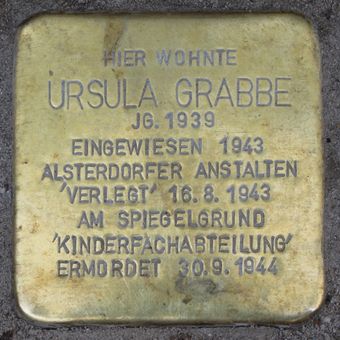 HIER WOHNTE
URSULA GRABBE
JG. 1939
EINGEWIESEN 1943
ALSTERDORFER ANSTALTEN
'VERLEGT' 16.8.1943
AM SPIEGELGRUND
'KINDERFACHABTEILUNG'
ERMORDET 30.9.1944